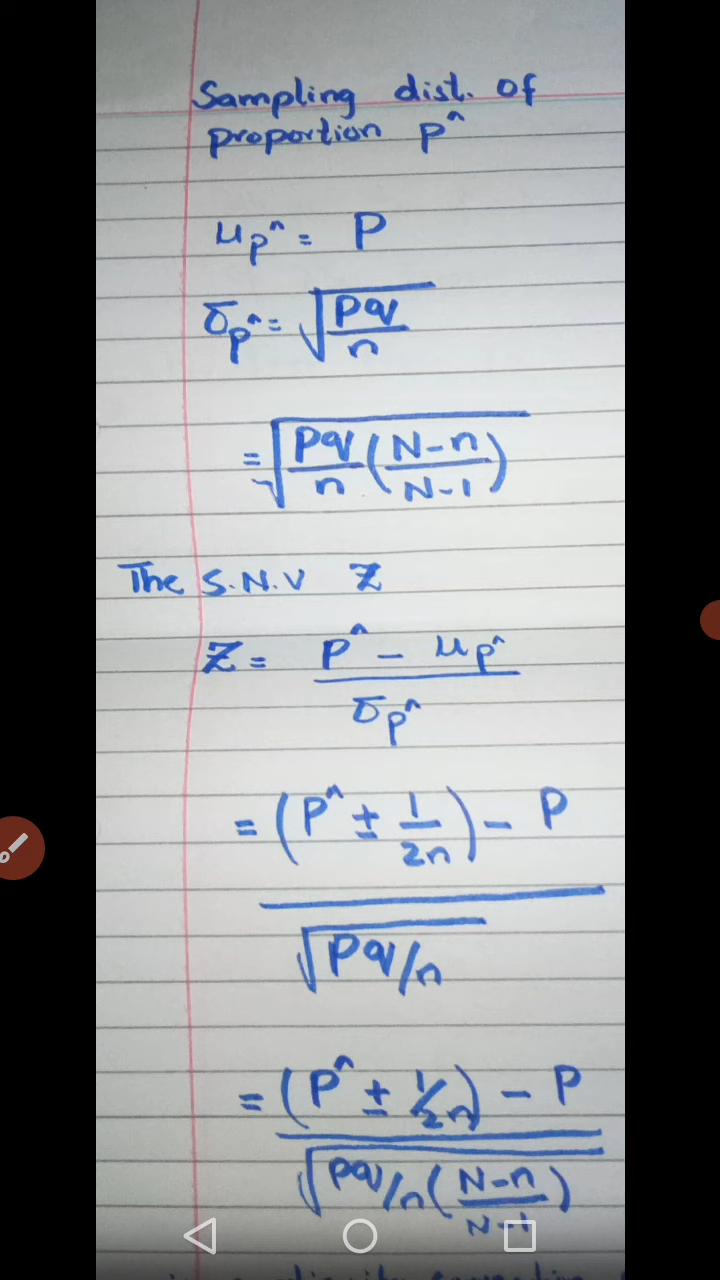 Sampling dist. of
proportion p^
μp^ = P
σp^ = √(pq/n)
= √(pq/n (N-n/N-1))
The S.N.V Z
Z = p^ - μp^ / σp^
= (p^ ± 1/2n) - P / √pq/n
= (p^ ± 1/2n) - P / √pq/n (N-n/N-1)